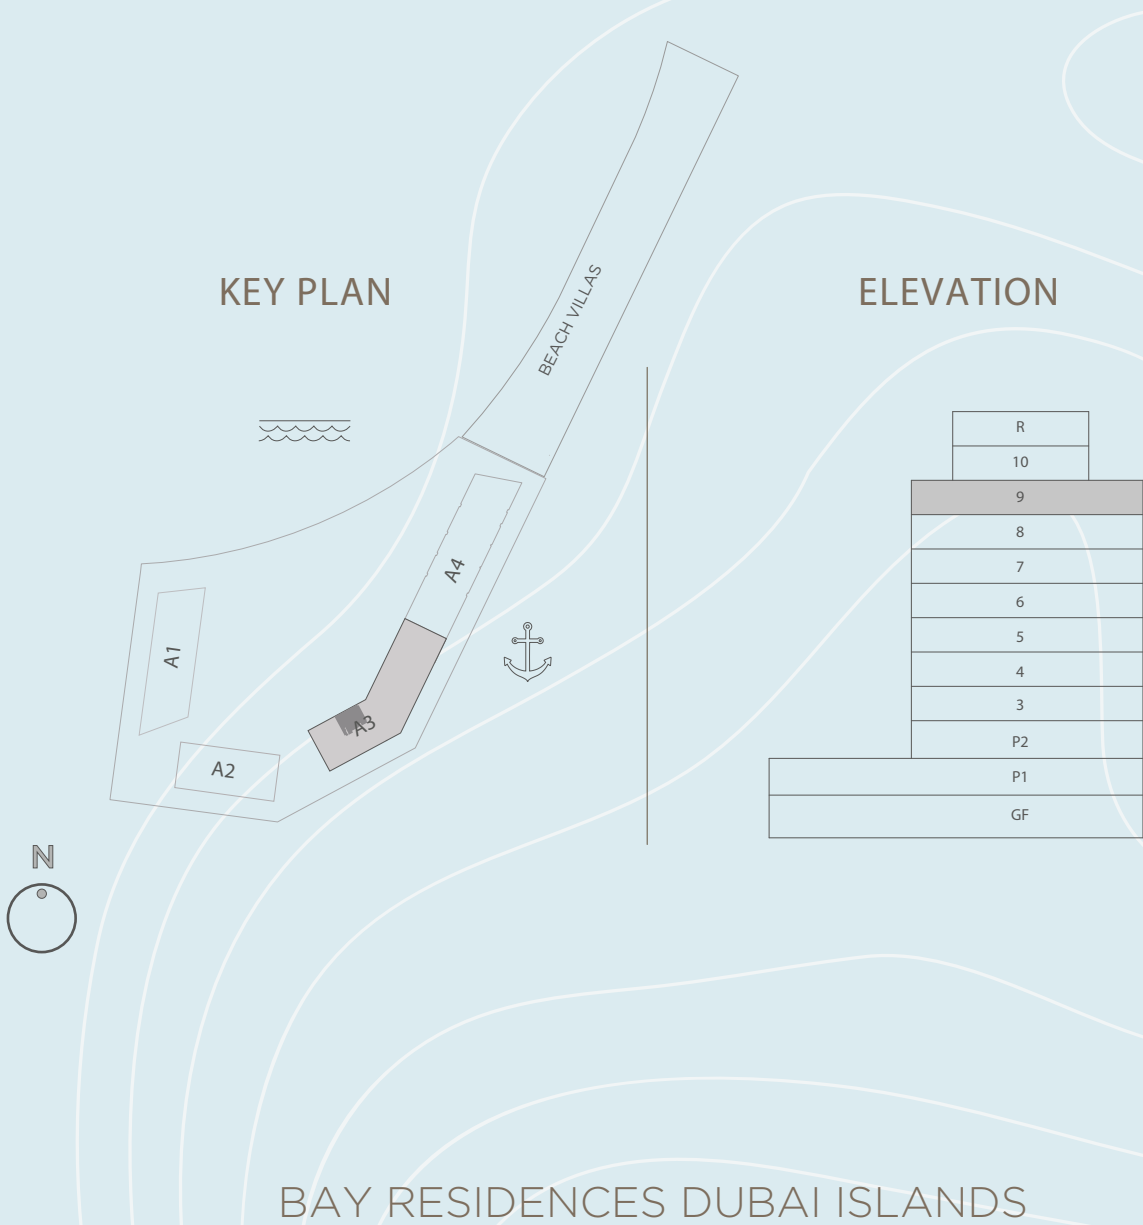 KEY PLAN
BEACH VILLAS
A4
A1
A3
A2
N
ELEVATION
R
10
9
8
7
6
5
4
3
P2
P1
GF
BAY RESIDENCES DUBAI ISLANDS